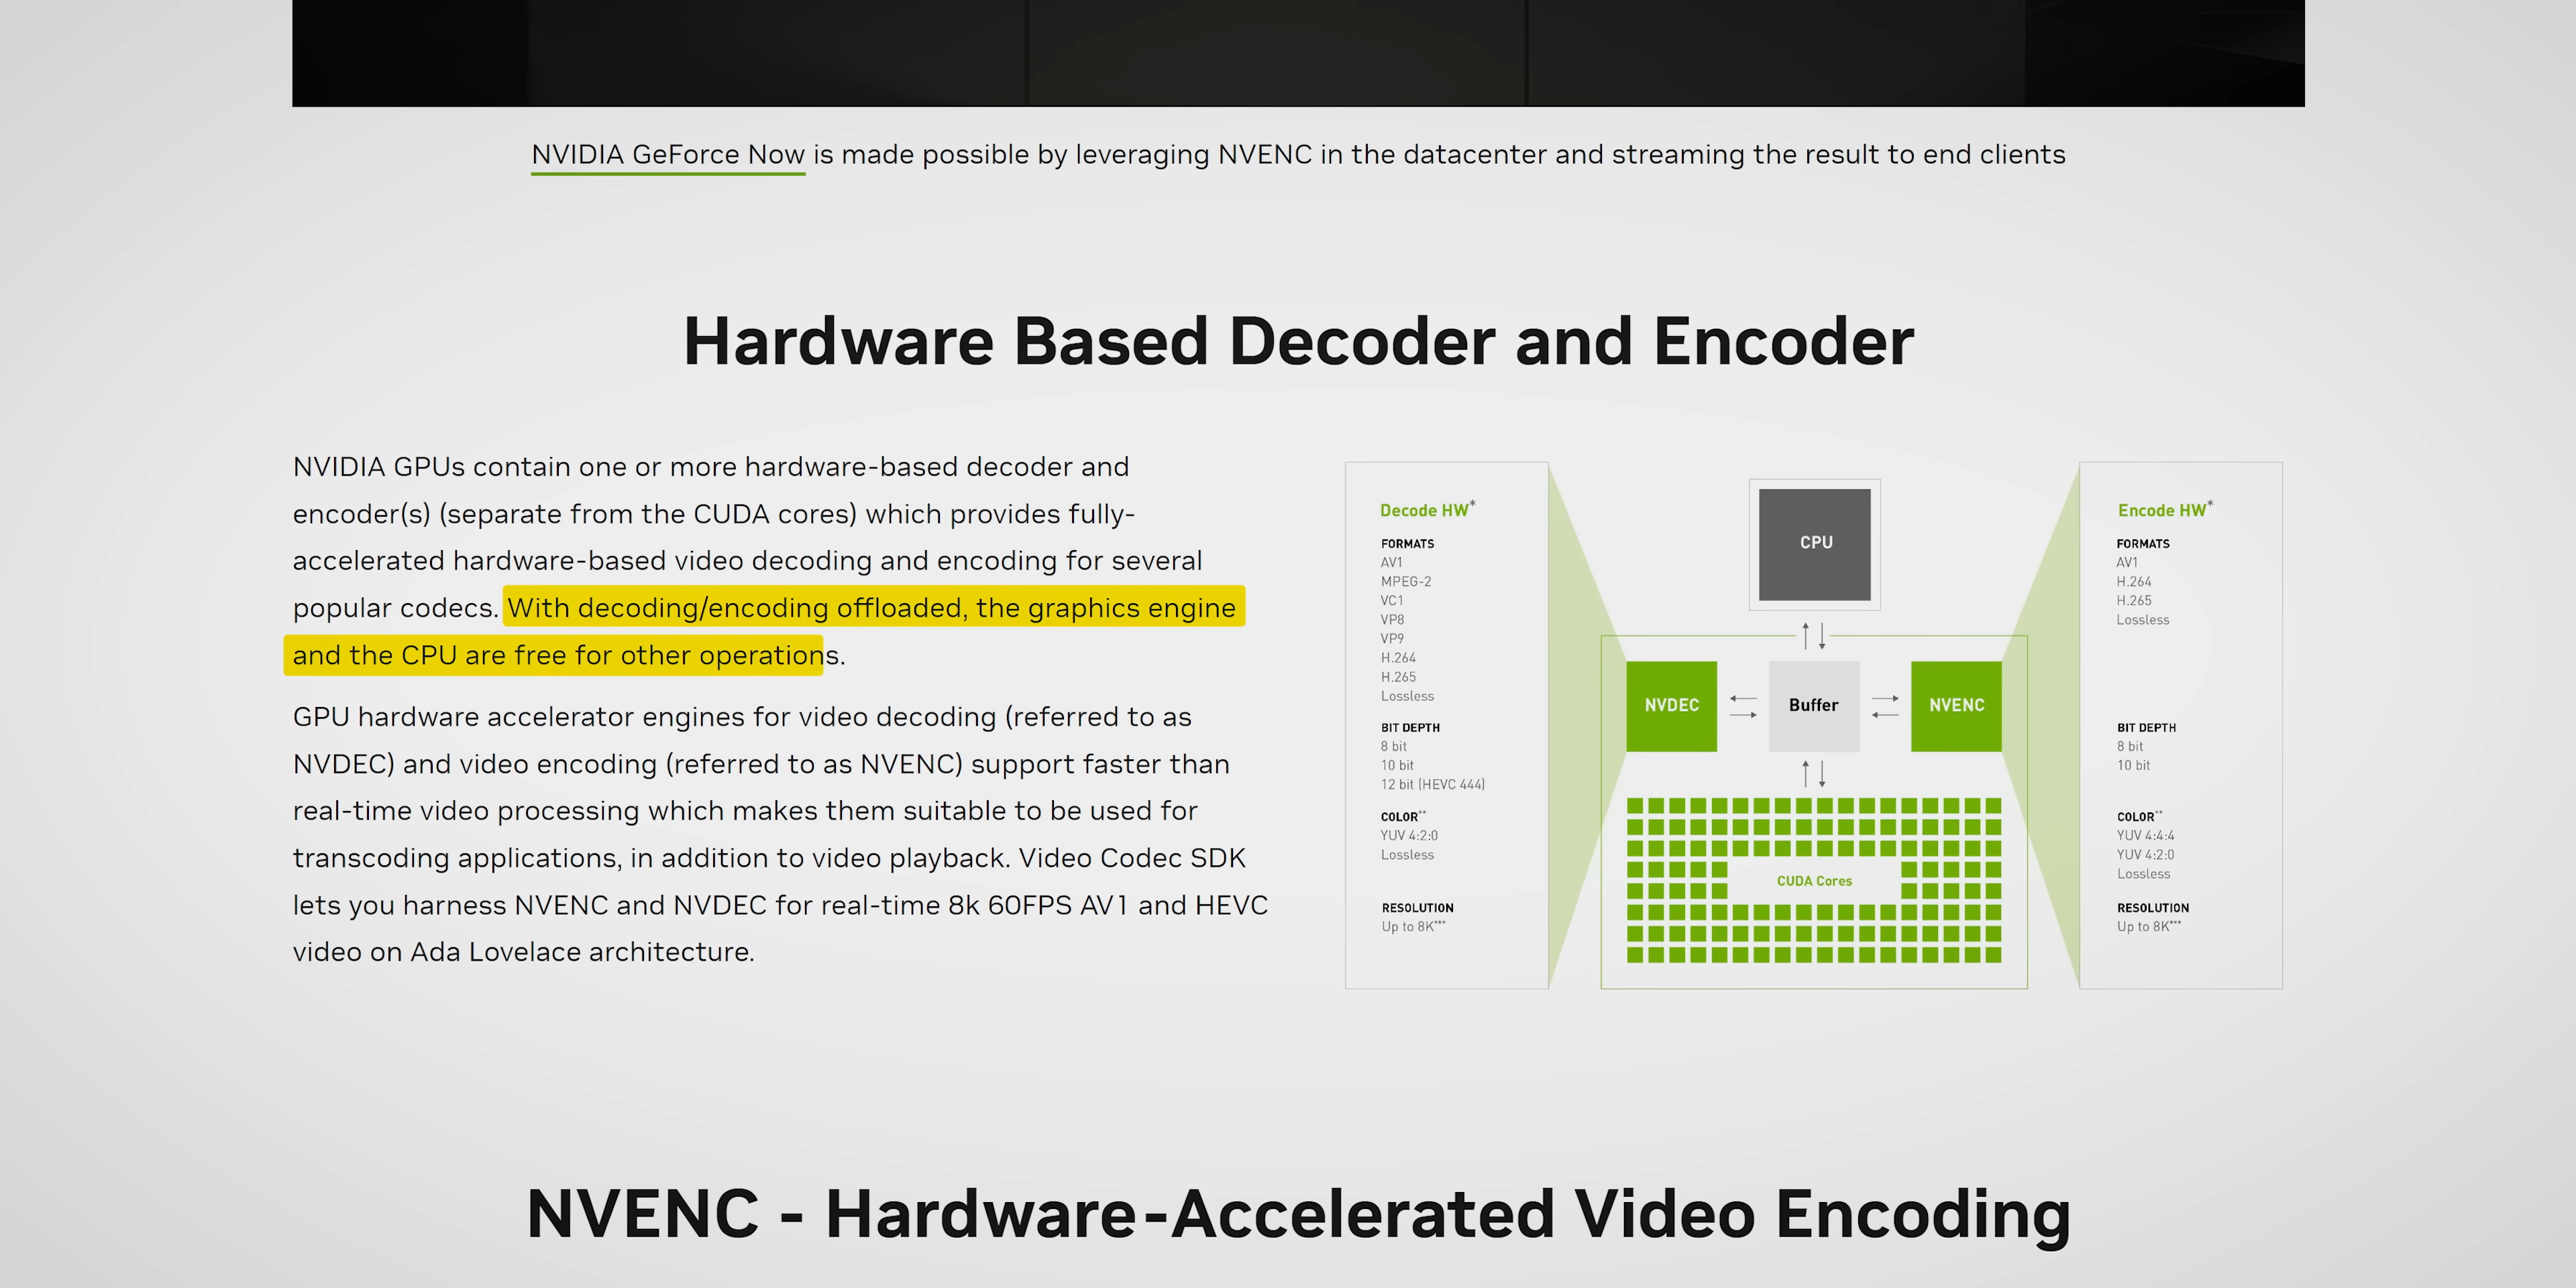 NVIDIA GeForce Now is made possible by leveraging NVENC in the datacenter and streaming the result to end clients
Hardware Based Decoder and Encoder
NVIDIA GPUs contain one or more hardware-based decoder and
encoder(s) (separate from the CUDA cores) which provides fully-
accelerated hardware-based video decoding and encoding for several
popular codecs. With decoding/encoding offloaded, the graphics engine
and the CPU are free for other operations.
GPU hardware accelerator engines for video decoding (referred to as
NVDEC) and video encoding (referred to as NVENC) support faster than
real-time video processing which makes them suitable to be used for
transcoding applications, in addition to video playback. Video Codec SDK
lets you harness NVENC and NVDEC for real-time 8k 60FPS AV1 and HEVC
video on Ada Lovelace architecture.
Decode HW*
FORMATS
AV1
MPEG-2
VC1
VP8
VP9
H.264
H.265
Lossless
BIT DEPTH
8 bit
10 bit
12 bit (HEVC 444)
COLOR**
YUV 4:2:0
Lossless
RESOLUTION
Up to 8K***
CPU
NVDEC
Buffer
NVENC
CUDA Cores
Encode HW*
FORMATS
AV1
H.264
H.265
Lossless
BIT DEPTH
8 bit
10 bit
COLOR**
YUV 4:4:4
YUV 4:2:0
Lossless
RESOLUTION
Up to 8K***
NVENC - Hardware-Accelerated Video Encoding